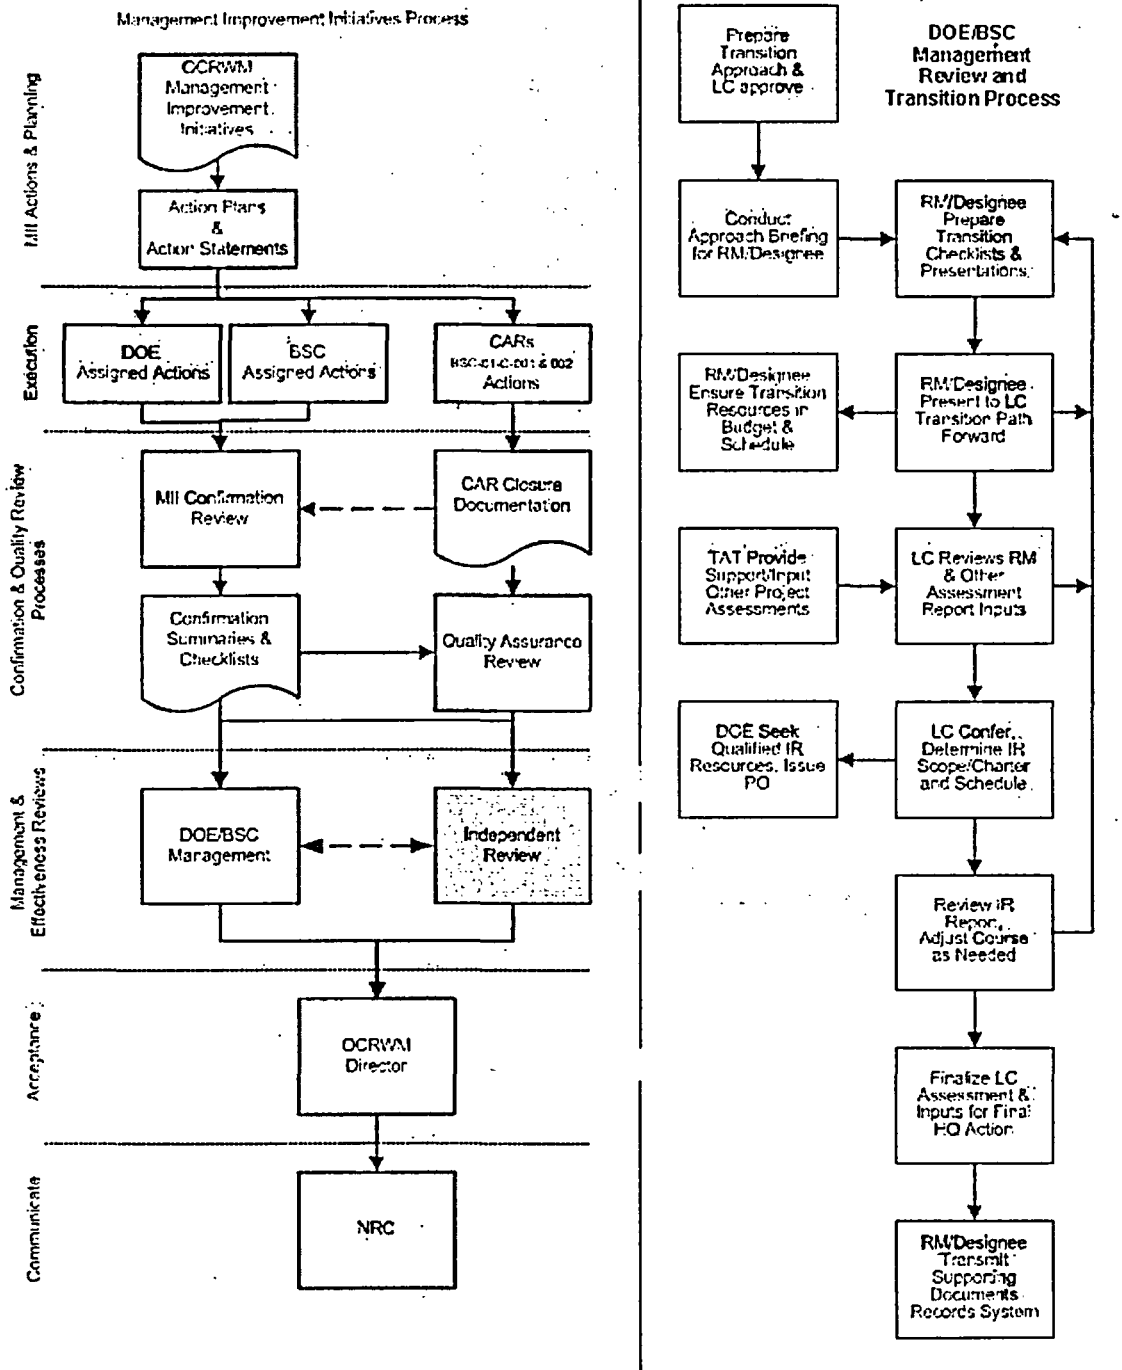 Management Improvement Initiatives Process
MII Actions & Planning
OCRWM
Management
Improvement
Initiatives
Action Plans
&
Action Statements
Execution
DOE
Assigned Actions
BSC
Assigned Actions
CARs
BSC-01-C-001 & 002
Actions
Confirmation & Quality Review
Processes
MII Confirmation
Review
CAR Closure
Documentation
Confirmation
Summaries &
Checklists
Quality Assurance
Review
Management &
Effectiveness Reviews
DOE/BSC
Management
Independent
Review
Acceptance
OCRWM
Director
Communicate
NRC
DOE/BSC
Management
Review and
Transition Process
Prepare
Transition
Approach &
LC approve
Conduct
Approach Briefing
for RM/Designee
RM/Designee
Prepare
Transition
Checklists &
Presentations
RM/Designee
Ensure Transition
Resources in
Budget &
Schedule
RM/Designee
Present to LC
Transition Path
Forward
TAT Provide
Support/Input
Other Project
Assessments
LC Reviews RM
& Other
Assessment
Report Inputs
DOE Seek
Qualified IR
Resources, Issue
PO
LC Confer,
Determine IR
Scope/Charter
and Schedule
Review IR
Report,
Adjust Course
as Needed
Finalize LC
Assessment &
Inputs for Final
HQ Action
RM/Designee
Transmit
Supporting
Documents
Records System